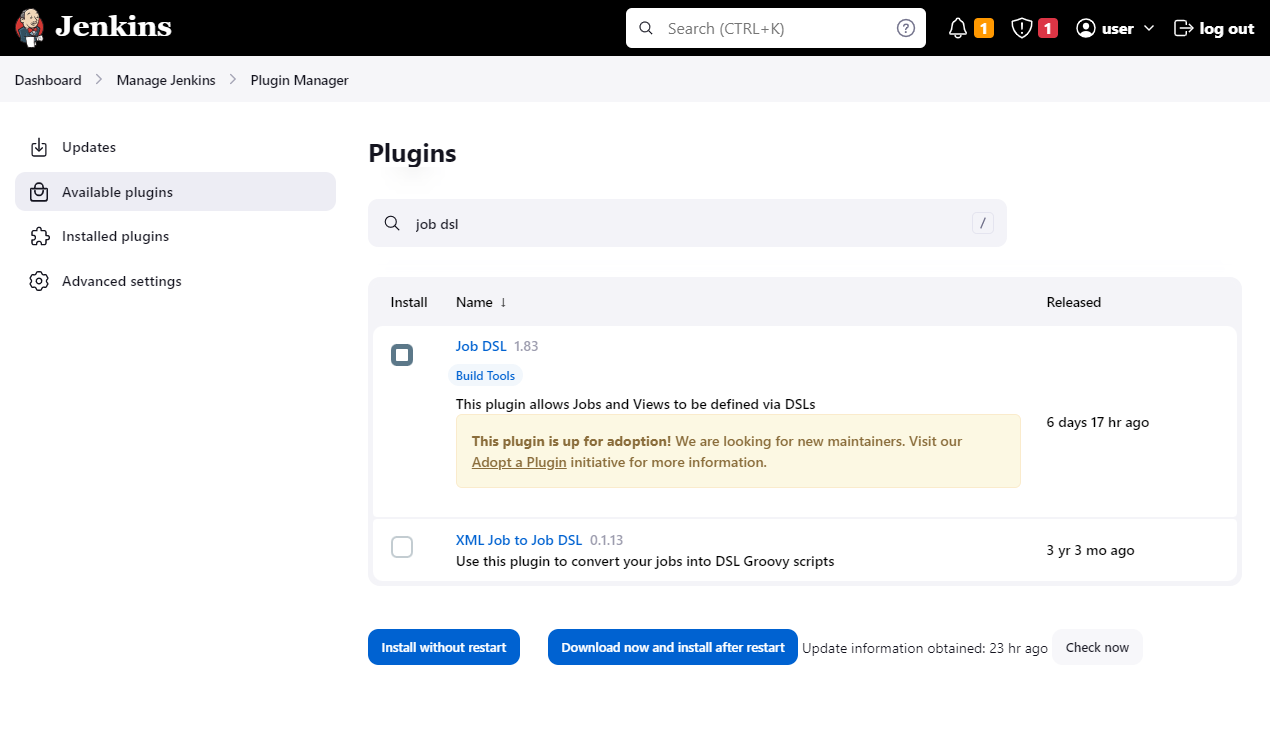 Jenkins
Search (CTRL+K)
1
1
user
log out
Dashboard
Manage Jenkins
Plugin Manager
Updates
Available plugins
Installed plugins
Advanced settings
Plugins
job dsl
/
Install Name ↓ Released
Job DSL 1.83
Build Tools
This plugin allows Jobs and Views to be defined via DSLs
This plugin is up for adoption! We are looking for new maintainers. Visit our
Adopt a Plugin initiative for more information.
6 days 17 hr ago
XML Job to Job DSL 0.1.13
Use this plugin to convert your jobs into DSL Groovy scripts
3 yr 3 mo ago
Install without restart
Download now and install after restart
Update information obtained: 23 hr ago
Check now